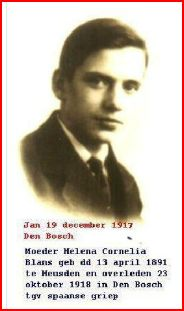 Jan 19 december 1917
Den Bosch
Moeder Helena Cornelia
Blans geb dd 13 april 1891
te Heusden en overleden 23
oktober 1918 in Den Bosch
tgv spaanse griep